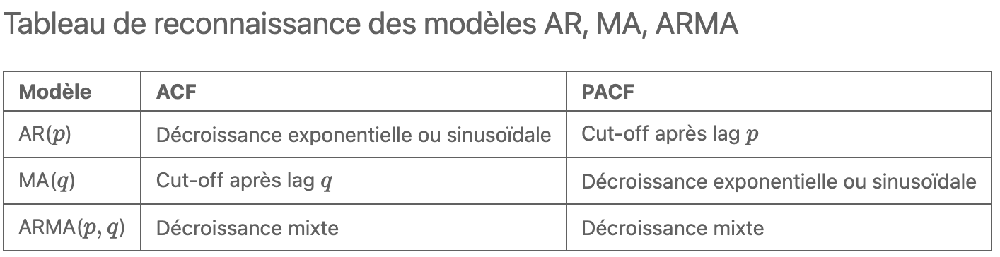 Tableau de reconnaissance des modèles AR, MA, ARMA
Modèle ACF PACF
AR(p) Décroissance exponentielle ou sinusoïdale Cut-off après lag p
MA(q) Cut-off après lag q Décroissance exponentielle ou sinusoïdale
ARMA(p, q) Décroissance mixte Décroissance mixte